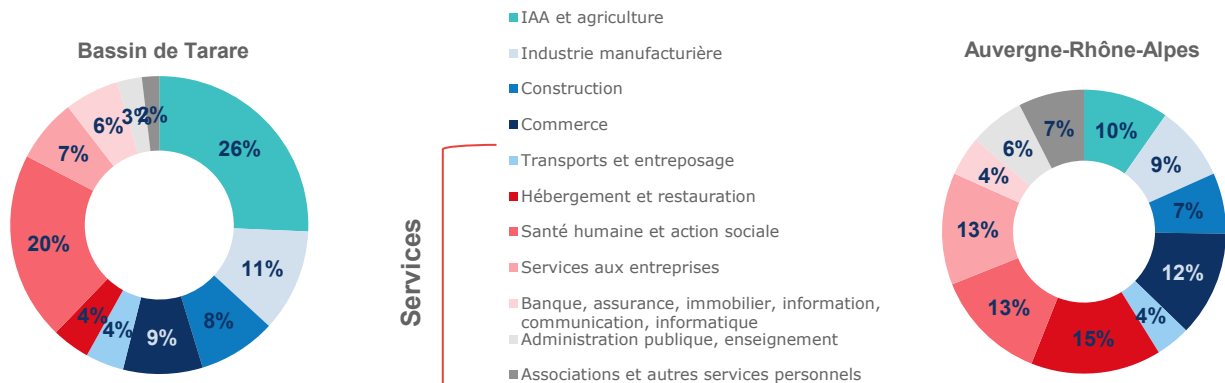 Bassin de Tarare
26%
11%
8%
9%
4%
4%
20%
7%
6%
3%
2%
Services
IAA et agriculture
Industrie manufacturière
Construction
Commerce
Transports et entreposage
Hébergement et restauration
Santé humaine et action sociale
Services aux entreprises
Banque, assurance, immobilier, information,
communication, informatique
Administration publique, enseignement
Associations et autres services personnels
Auvergne-Rhône-Alpes
10%
9%
7%
12%
4%
15%
13%
13%
4%
6%
7%